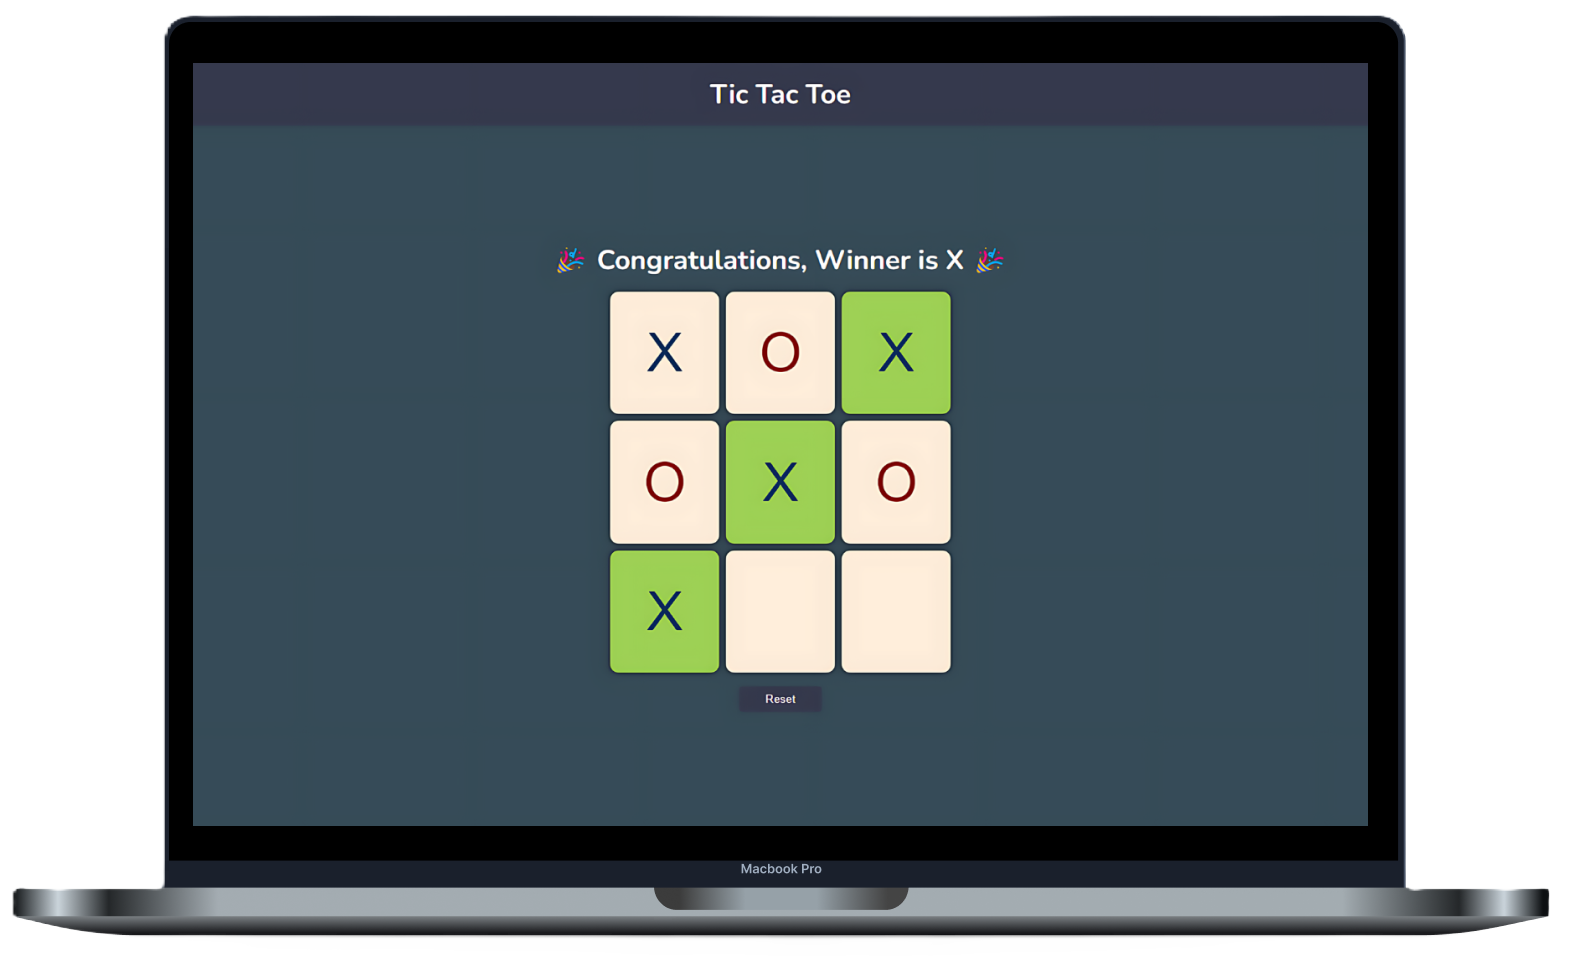 Tic Tac Toe
🎉 Congratulations, Winner is X 🎉
X O X
O X O
X
Reset
Macbook Pro